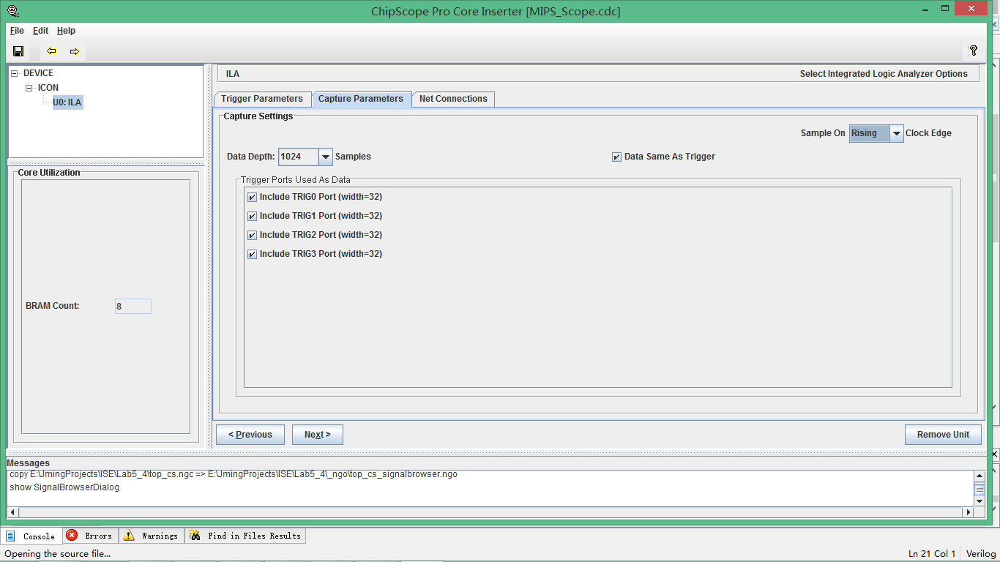 ChipScope Pro Core Inserter [MIPS_Scope.cdc]
File Edit Help
DEVICE
ICON
U0: ILA
ILA Select Integrated Logic Analyzer Options
Trigger Parameters Capture Parameters Net Connections
Capture Settings
Sample On Rising Clock Edge
Data Depth: 1024 Samples Data Same As Trigger
Trigger Ports Used As Data
Include TRIG0 Port (width=32)
Include TRIG1 Port (width=32)
Include TRIG2 Port (width=32)
Include TRIG3 Port (width=32)
Core Utilization
BRAM Count: 8
< Previous Next > Remove Unit
Messages
copy E:\JmingProjects\ISE\Lab5_4\top_cs.ngc => E:\JmingProjects\ISE\Lab5_4\_ngo\top_cs_signalbrowser.ngo
show SignalBrowserDialog
Console Errors Warnings Find in Files Results
Opening the source file... Ln 21 Col 1 Verilog